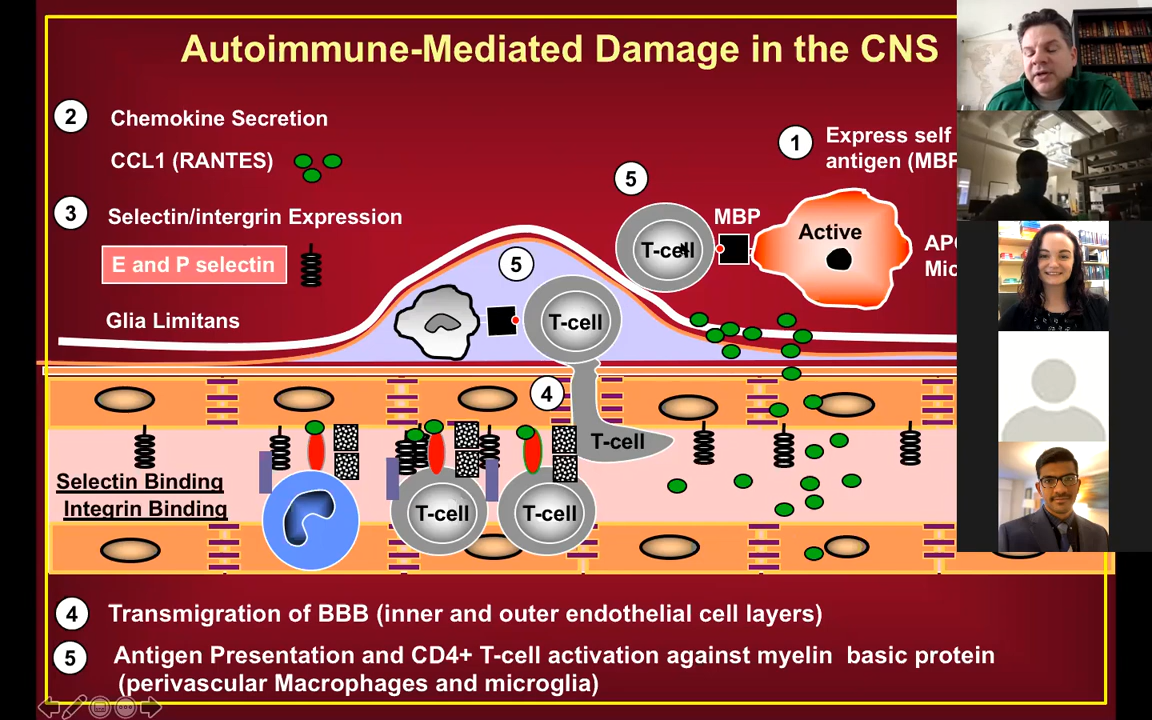 Autoimmune-Mediated Damage in the CNS
2
Chemokine Secretion
CCL1 (RANTES)
3
Selectin/intergrin Expression
E and P selectin
Glia Limitans
1
Express self
antigen (MBP
5
MBP
T-cell
Active
APC
Mic
5
T-cell
4
T-cell
Selectin Binding
Integrin Binding
T-cell
T-cell
4
Transmigration of BBB (inner and outer endothelial cell layers)
5
Antigen Presentation and CD4+ T-cell activation against myelin basic protein
(perivascular Macrophages and microglia)